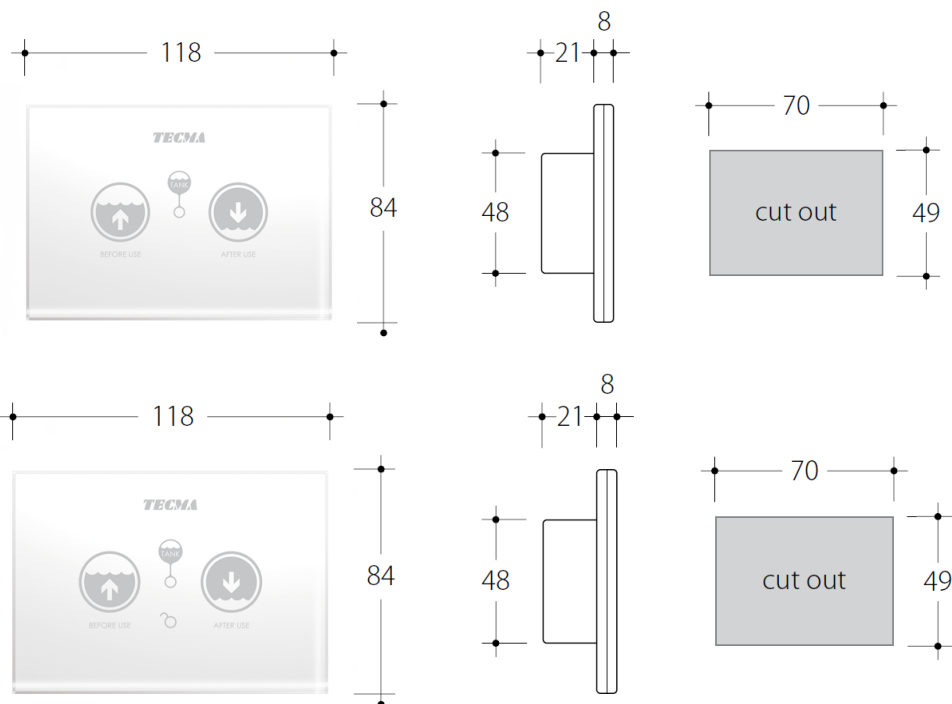 8
118
21
70
TECMA
TANK
84
48
cut out
49
BEFORE USE
AFTER USE
8
118
21
70
TECMA
TANK
84
48
cut out
49
BEFORE USE
AFTER USE